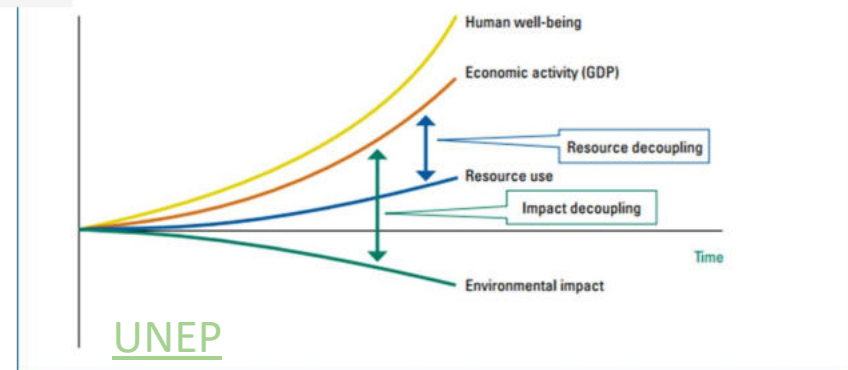 Human well-being
Economic activity (GDP)
Resource decoupling
Resource use
Impact decoupling
Time
Environmental impact
UNEP